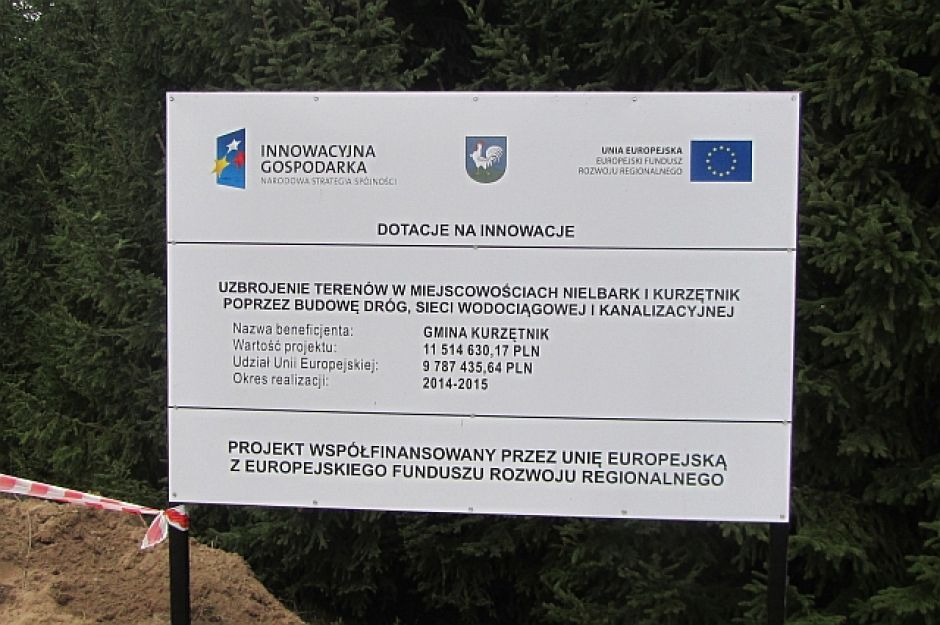 INNOWACYJNA
GOSPODARKA
NARODOWA STRATEGIA SPÓJNOŚCI
UNIA EUROPEJSKA
EUROPEJSKI FUNDUSZ
ROZWOJU REGIONALNEGO
DOTACJE NA INNOWACJE
UZBROJENIE TERENÓW W MIEJSCOWOŚCIACH NIELBARK I KURZĘTNIK
POPRZEZ BUDOWĘ DRÓG, SIECI WODOCIĄGOWEJ I KANALIZACYJNEJ
Nazwa beneficjenta: GMINA KURZĘTNIK
Wartość projektu: 11 514 630,17 PLN
Udział Unii Europejskiej: 9 787 435,64 PLN
Okres realizacji: 2014-2015
PROJEKT WSPÓŁFINANSOWANY PRZEZ UNIĘ EUROPEJSKĄ
Z EUROPEJSKIEGO FUNDUSZU ROZWOJU REGIONALNEGO